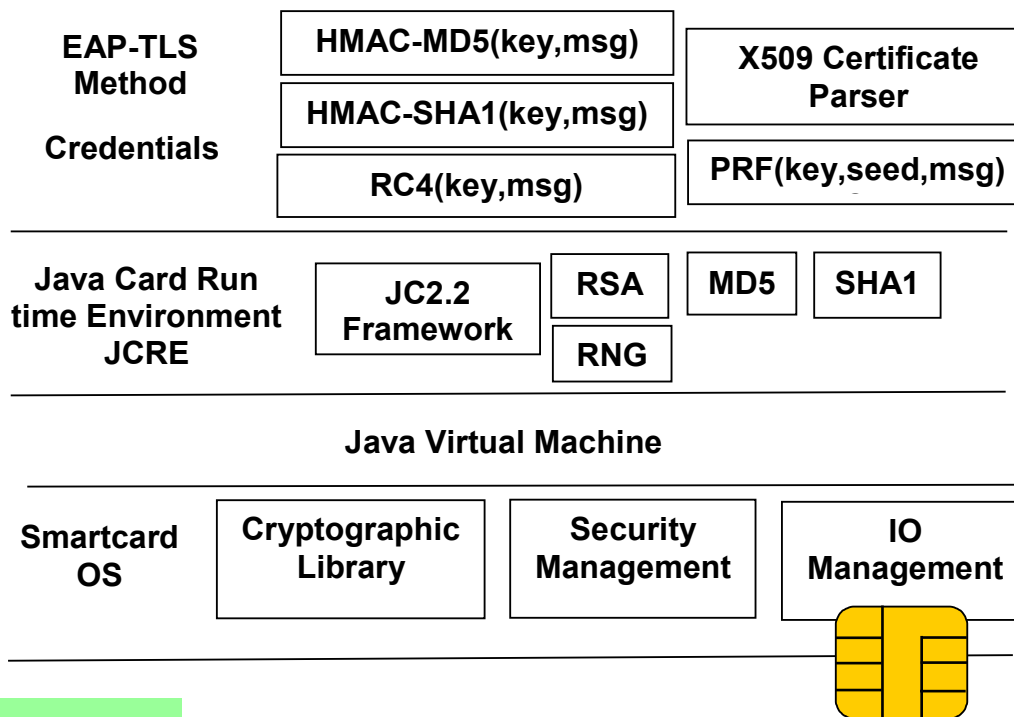 EAP-TLS
Method
Credentials
HMAC-MD5(key,msg)
HMAC-SHA1(key,msg)
RC4(key,msg)
X509 Certificate
Parser
PRF(key,seed,msg)
Java Card Run
time Environment
JCRE
JC2.2
Framework
RSA
RNG
MD5
SHA1
Java Virtual Machine
Smartcard
OS
Cryptographic
Library
Security
Management
IO
Management